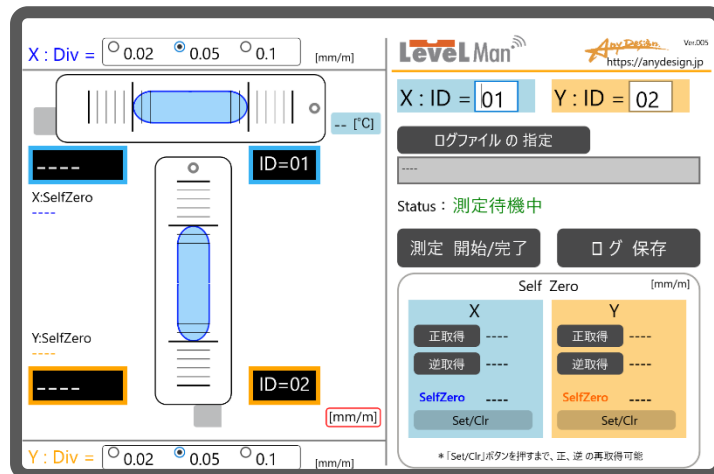 X : Div = 0.02 0.05 0.1 [mm/m]
-- [℃]
---- ID=01
X:SelfZero
----
Y:SelfZero
----
---- ID=02
[mm/m]
Y : Div = 0.02 0.05 0.1 [mm/m]
LeveL Man
AnyDesign Ver.005
https://anydesign.jp
X : ID = 01 Y : ID = 02
ログファイル の 指定
----
Status : 測定待機中
測定 開始/完了 ログ 保存
Self Zero [mm/m]
X Y
正取得 ---- 正取得 ----
逆取得 ---- 逆取得 ----
SelfZero ---- SelfZero ----
Set/Clr Set/Clr
*「Set/Clr」ボタンを押すまで、正、逆 の再取得可能